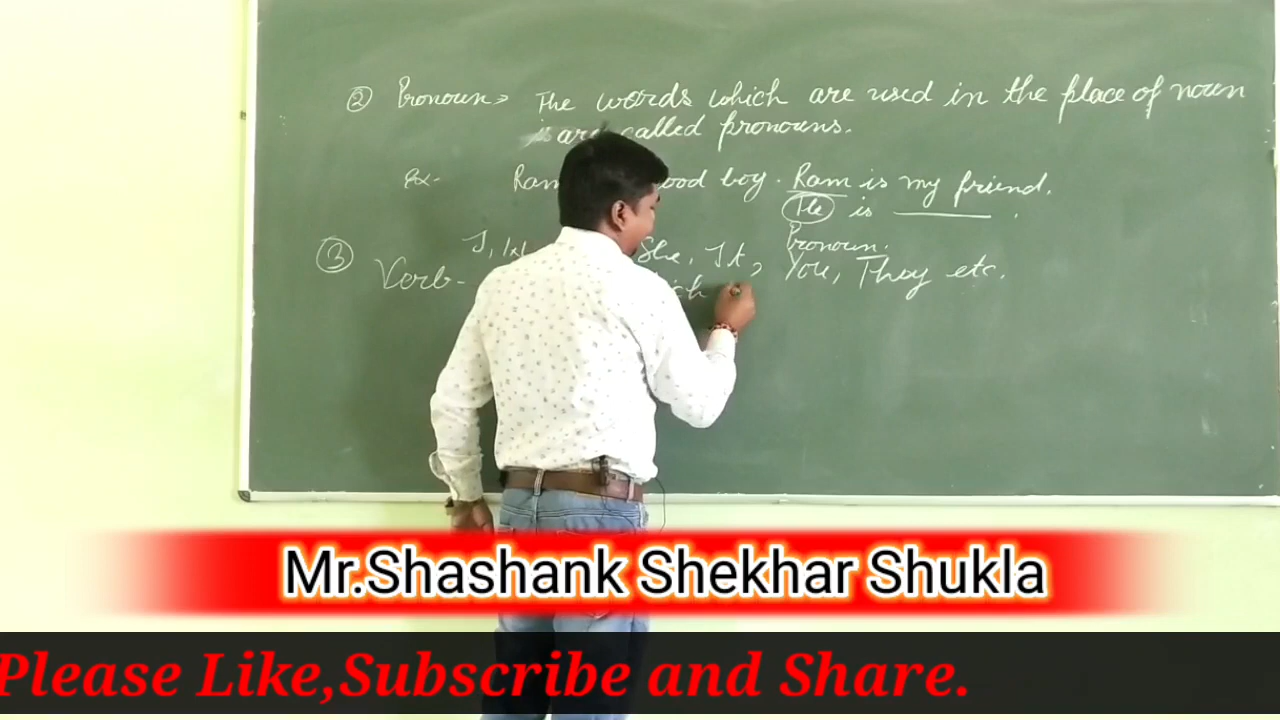 ② Pronoun⇒ The words which are used in the place of noun
are called pronouns.
ex- Ram ood boy. Ram is my friend.
He is ______.
Pronoun.
I, She, It, You, They etc.
③ Verb- ch
Mr.Shashank Shekhar Shukla
Please Like,Subscribe and Share.